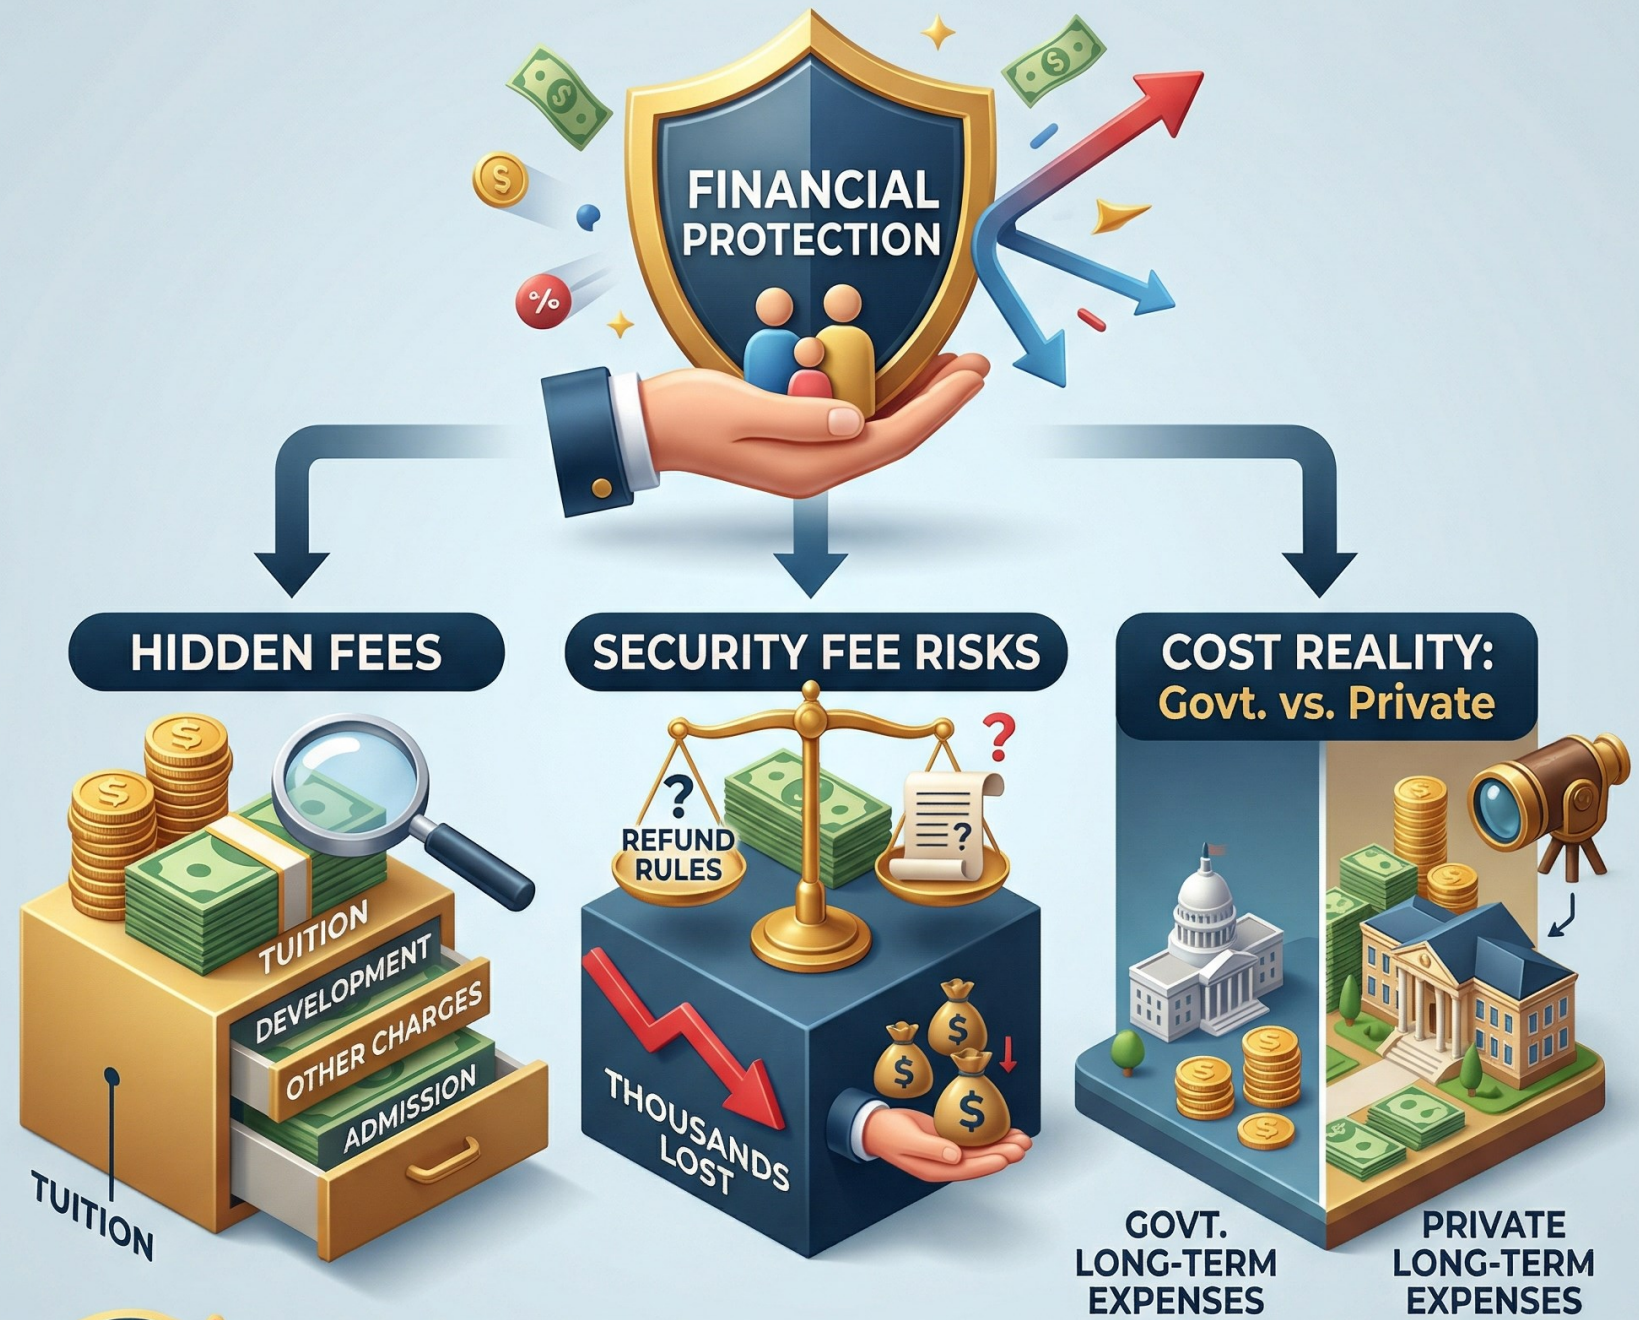 FINANCIAL
PROTECTION
%
HIDDEN FEES
TUITION
DEVELOPMENT
OTHER CHARGES
ADMISSION
TUITION
SECURITY FEE RISKS
?
REFUND
RULES
?
?
THOUSANDS
LOST
$
$
$
COST REALITY:
Govt. vs. Private
GOVT.
LONG-TERM
EXPENSES
PRIVATE
LONG-TERM
EXPENSES